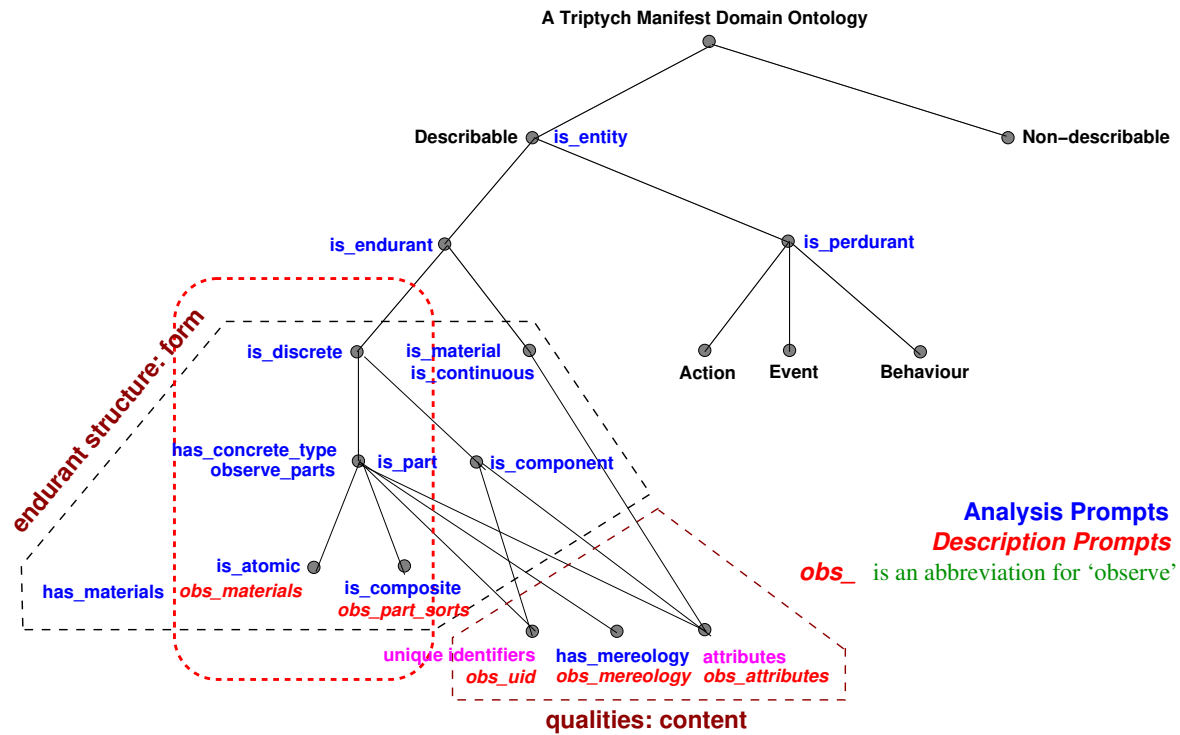 A Triptych Manifest Domain Ontology
Describable
is_entity
Non−describable
is_endurant
is_perdurant
endurant structure: form
is_discrete
is_material
is_continuous
Action
Event
Behaviour
has_concrete_type
observe_parts
is_part
is_component
Analysis Prompts
Description Prompts
obs_ is an abbreviation for ‘observe’
is_atomic
has_materials
obs_materials
is_composite
obs_part_sorts
unique identifiers
obs_uid
has_mereology
obs_mereology
attributes
obs_attributes
qualities: content